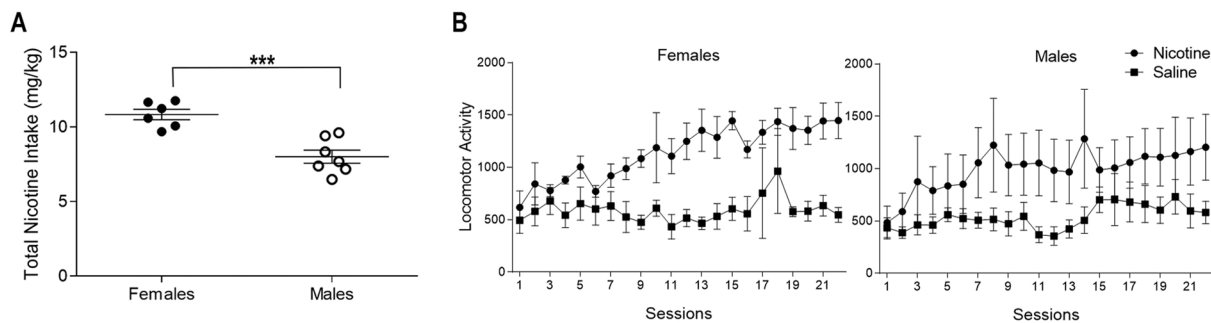 A
Total Nicotine Intake (mg/kg)
15
10
5
0
***
Females
Males
B
Females
Locomotor Activity
2000
1500
1000
500
0
1 3 5 7 9 11 13 15 17 19 21
Sessions
Males
2000
1500
1000
500
0
1 3 5 7 9 11 13 15 17 19 21
Sessions
Nicotine
Saline